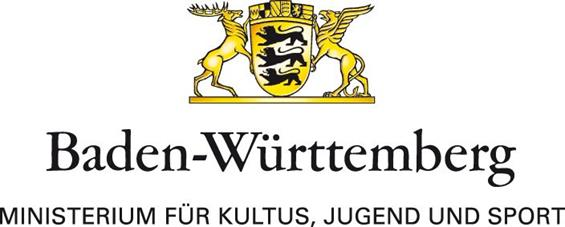 Baden-Württemberg
MINISTERIUM FÜR KULTUS, JUGEND UND SPORT